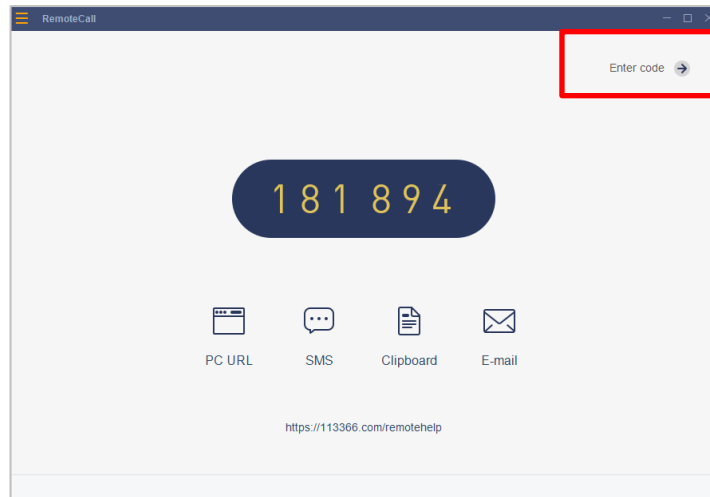 RemoteCall
Enter code
181 894
PC URL
SMS
Clipboard
E-mail
https://113366.com/remotehelp